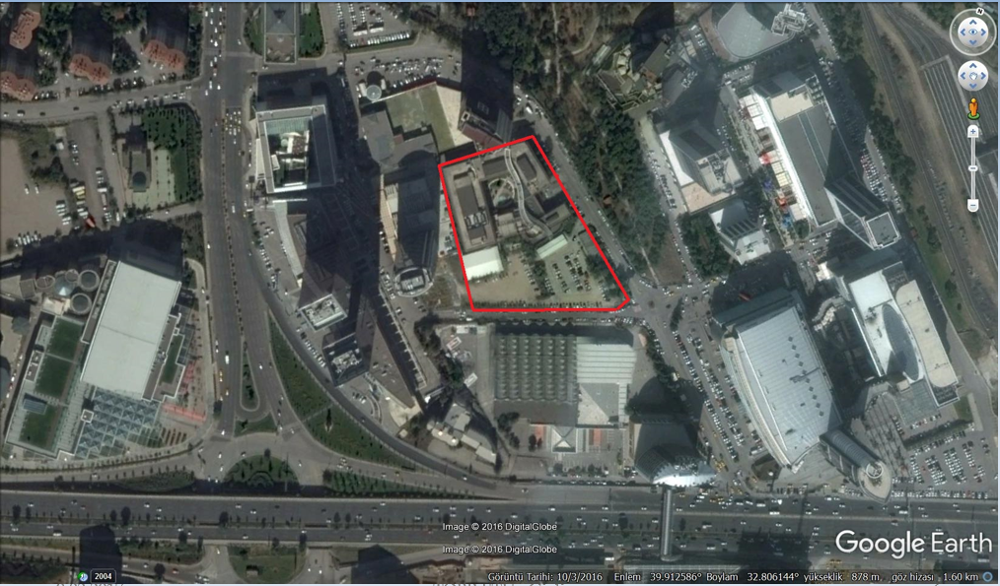 N
Image © 2016 DigitalGlobe
Image © 2016 DigitalGlobe
Google Earth
2004
Görüntü Tarihi: 10/3/2016 Enlem 39.912586° Boylam 32.806144° yükseklik 878 m. göz hizası 1.60 km